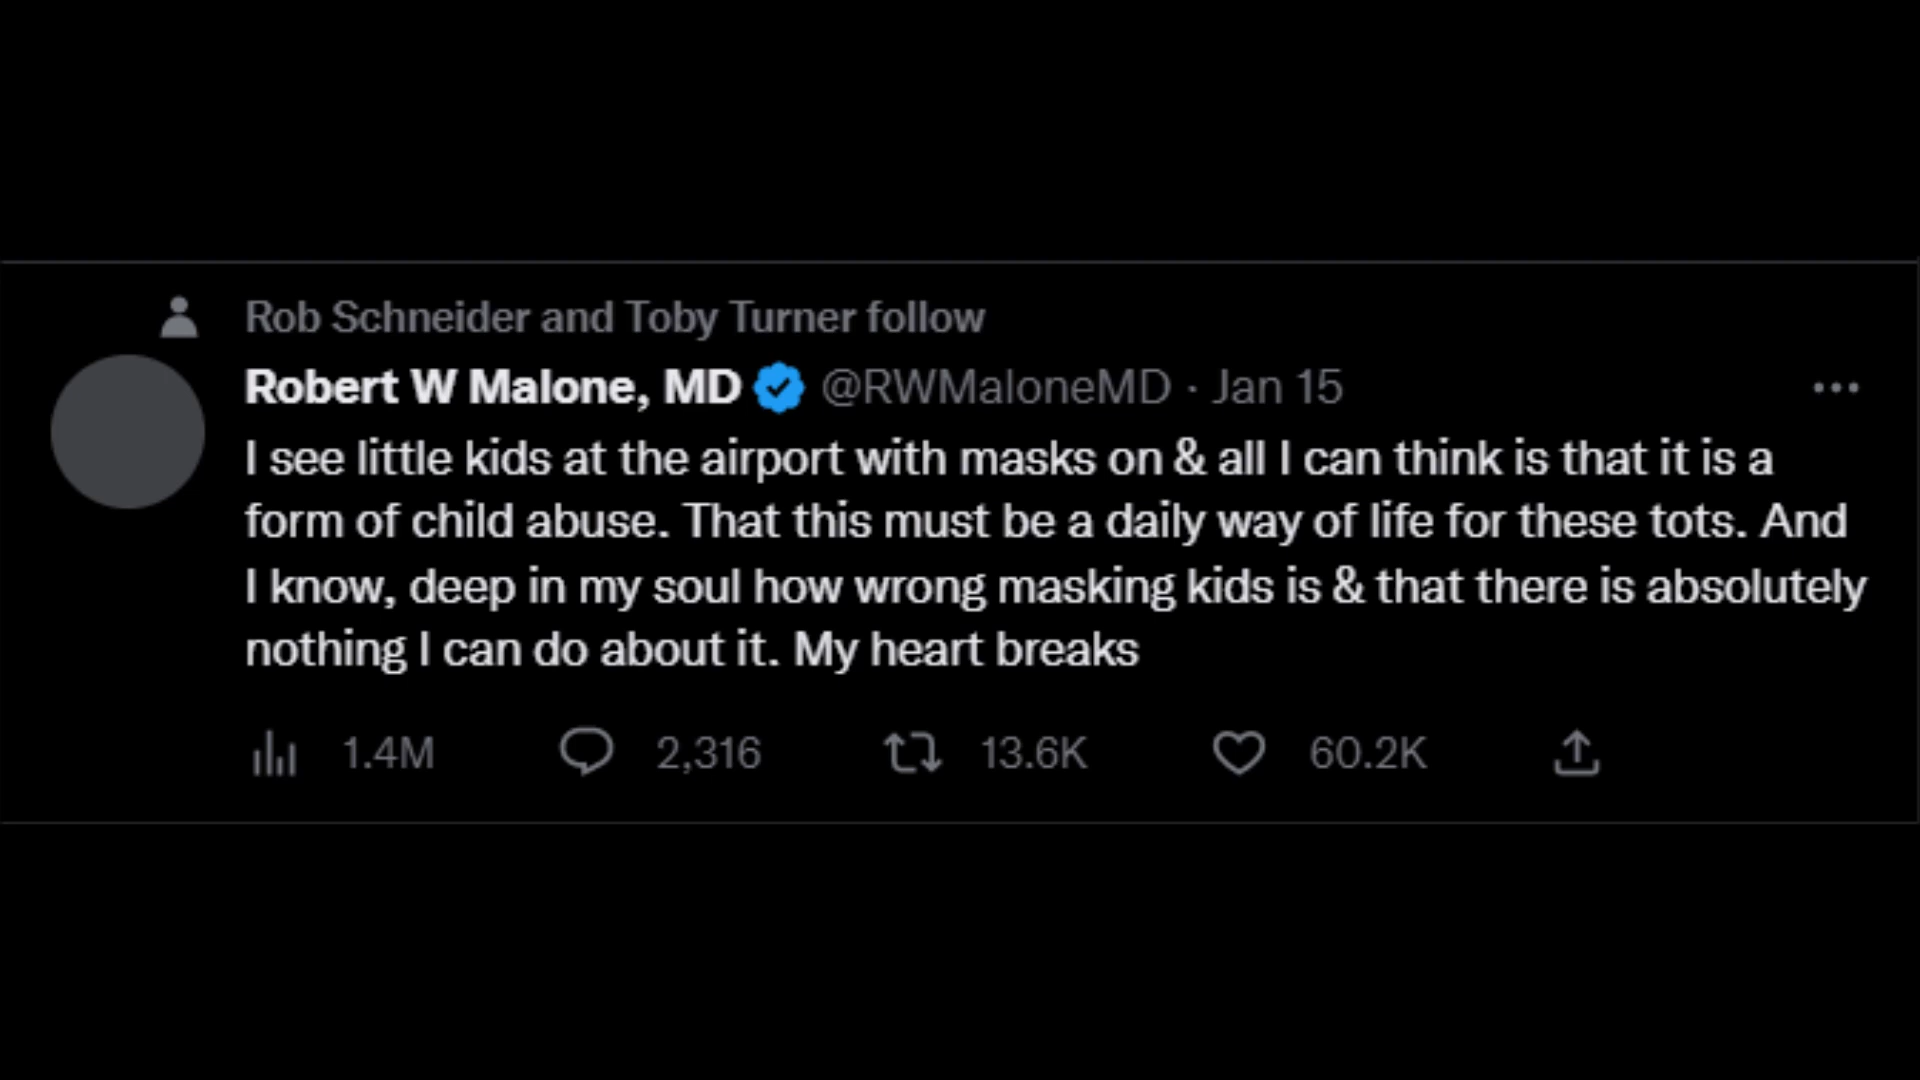 Rob Schneider and Toby Turner follow
Robert W Malone, MD @RWMaloneMD · Jan 15
I see little kids at the airport with masks on & all I can think is that it is a
form of child abuse. That this must be a daily way of life for these tots. And
I know, deep in my soul how wrong masking kids is & that there is absolutely
nothing I can do about it. My heart breaks
1.4M 2,316 13.6K 60.2K